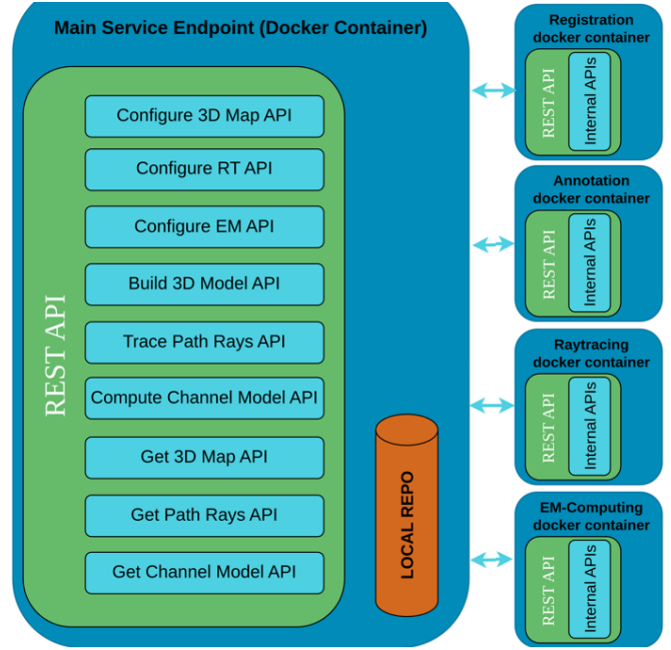 Main Service Endpoint (Docker Container)
REST API
Configure 3D Map API
Configure RT API
Configure EM API
Build 3D Model API
Trace Path Rays API
Compute Channel Model API
Get 3D Map API
Get Path Rays API
Get Channel Model API
LOCAL REPO
Registration
docker container
REST API
Internal APIs
Annotation
docker container
REST API
Internal APIs
Raytracing
docker container
REST API
Internal APIs
EM-Computing
docker container
REST API
Internal APIs